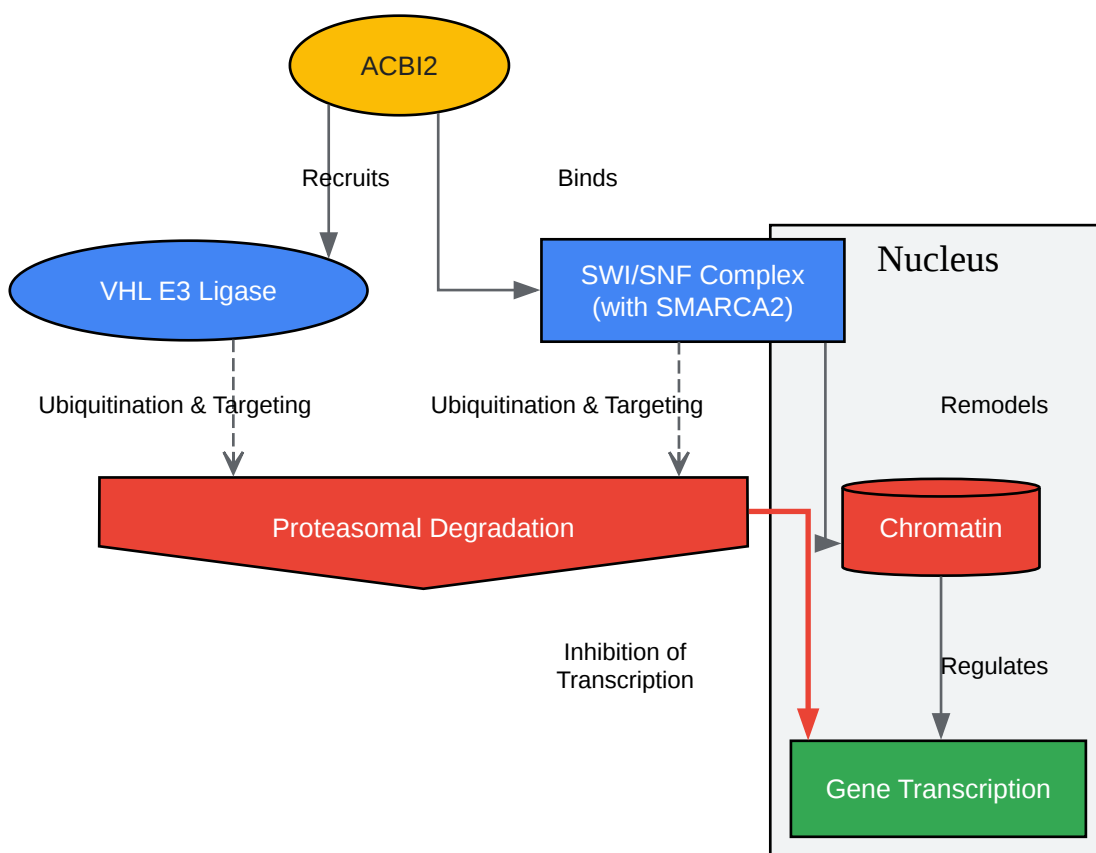 ACBI2
Recruits
Binds
VHL E3 Ligase
SWI/SNF Complex
(with SMARCA2)
Nucleus
Ubiquitination & Targeting
Ubiquitination & Targeting
Remodels
Proteasomal Degradation
Chromatin
Inhibition of
Transcription
Regulates
Gene Transcription